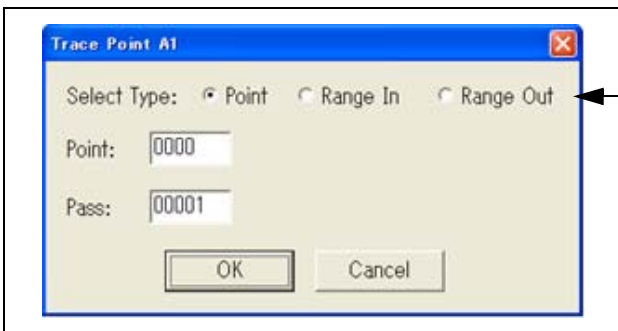 Trace Point A1
Select Type: Point Range In Range Out
Point: 0000
Pass: 00001
OK Cancel